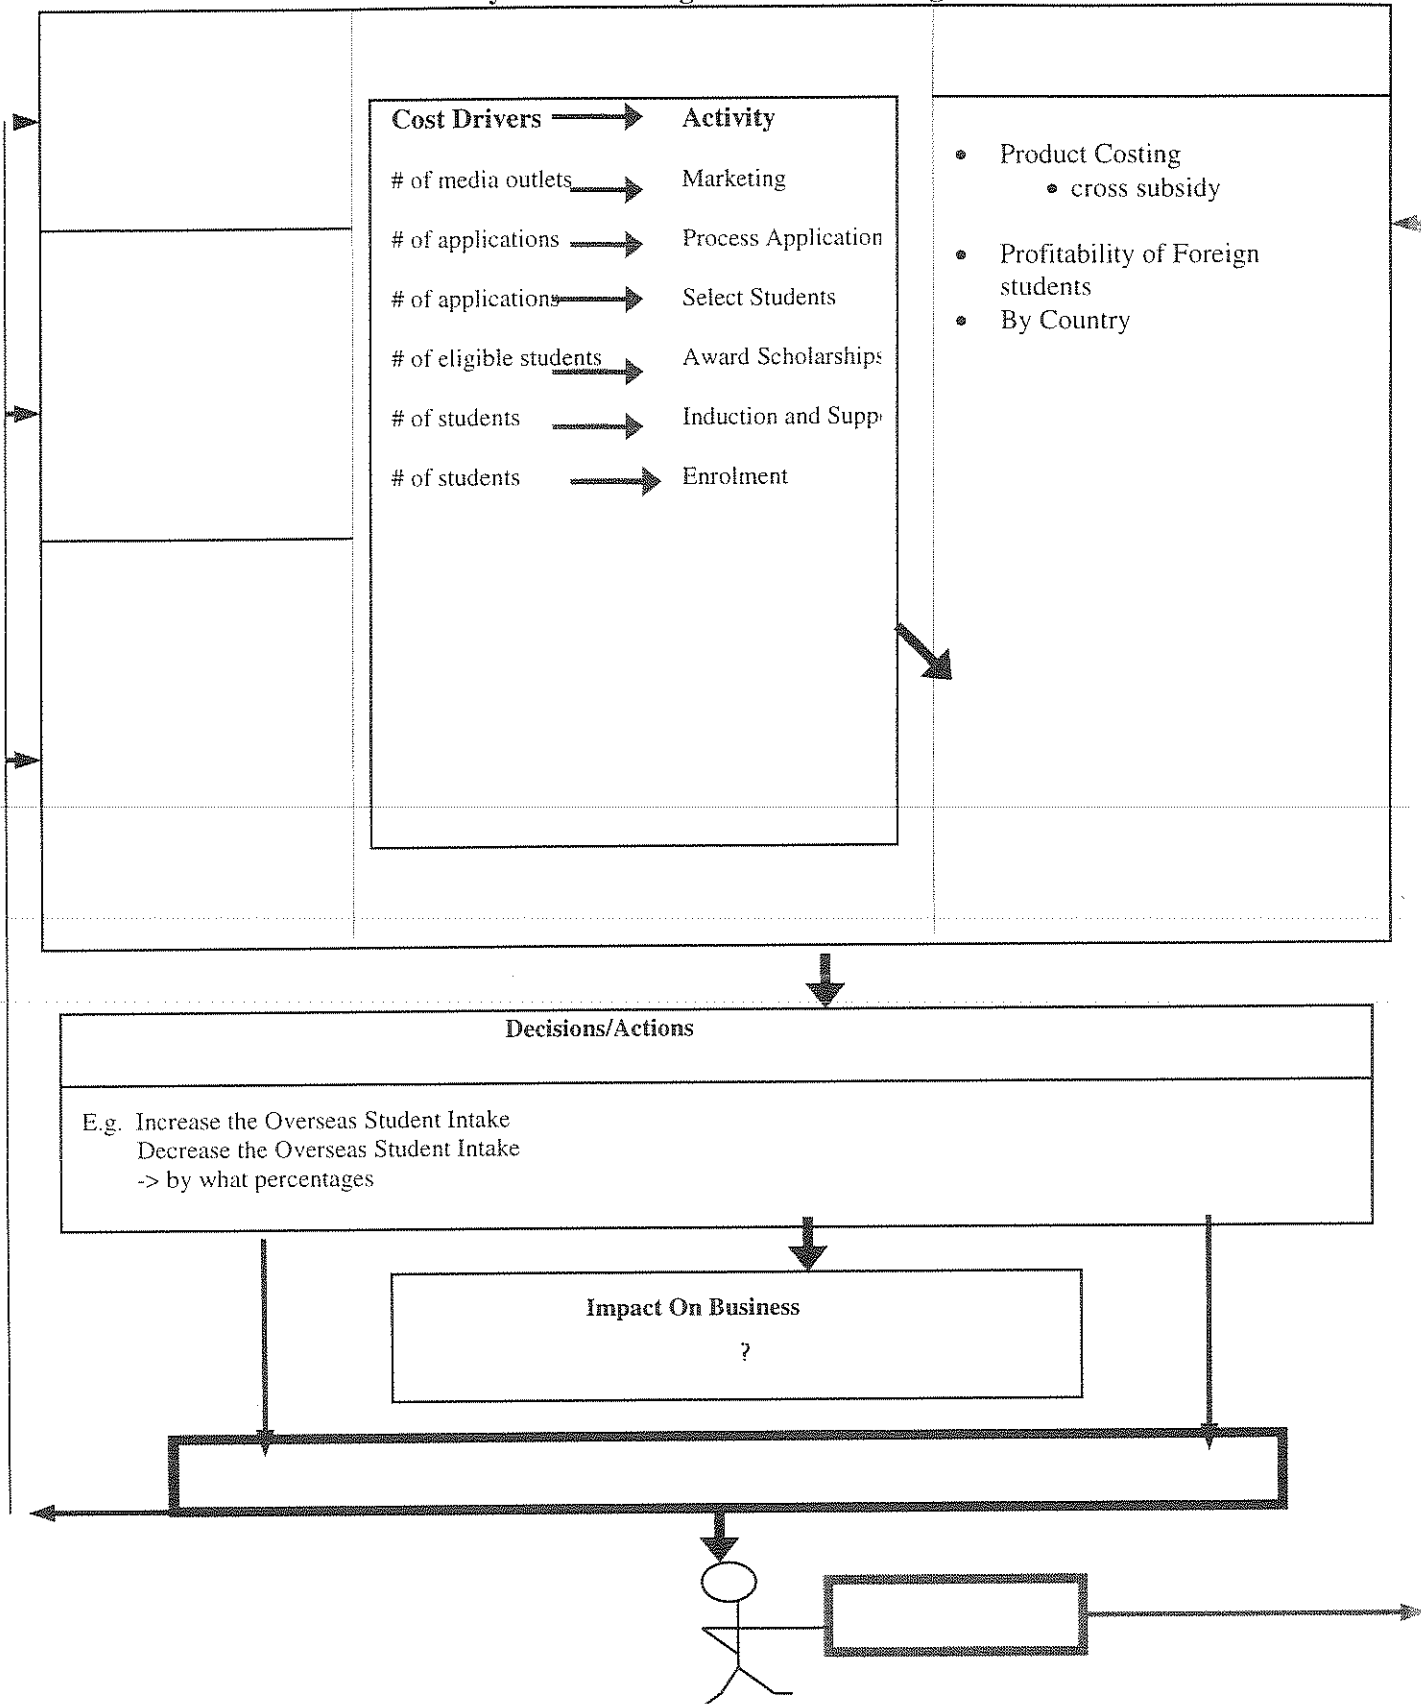 Cost Drivers Activity
# of media outlets Marketing
# of applications Process Application
# of applications Select Students
# of eligible students Award Scholarships
# of students Induction and Supp
# of students Enrolment
• Product Costing
• cross subsidy
• Profitability of Foreign
students
• By Country
Decisions/Actions
E.g. Increase the Overseas Student Intake
Decrease the Overseas Student Intake
-> by what percentages
Impact On Business
?